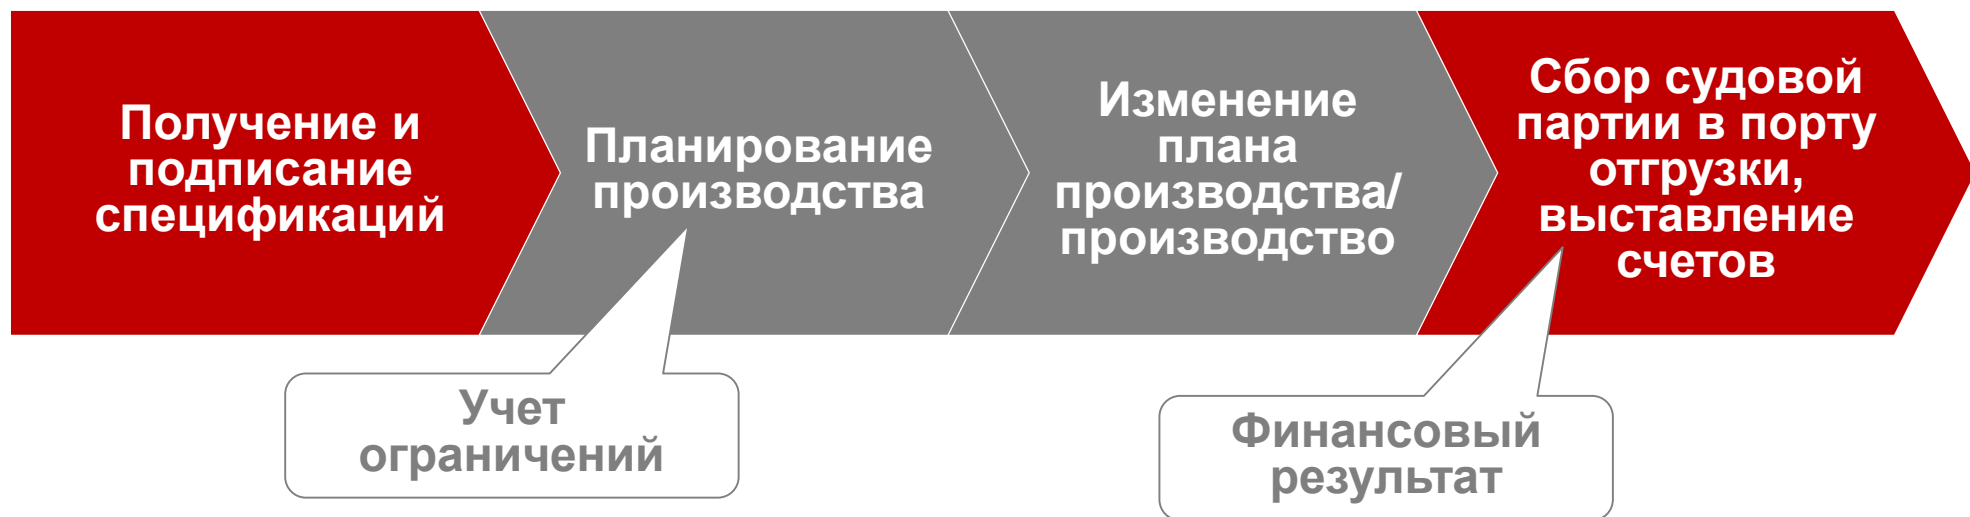 Получение и
подписание
спецификаций
Планирование
производства
Изменение
плана
производства/
производство
Сбор судовой
партии в порту
отгрузки,
выставление
счетов
Учет
ограничений
Финансовый
результат